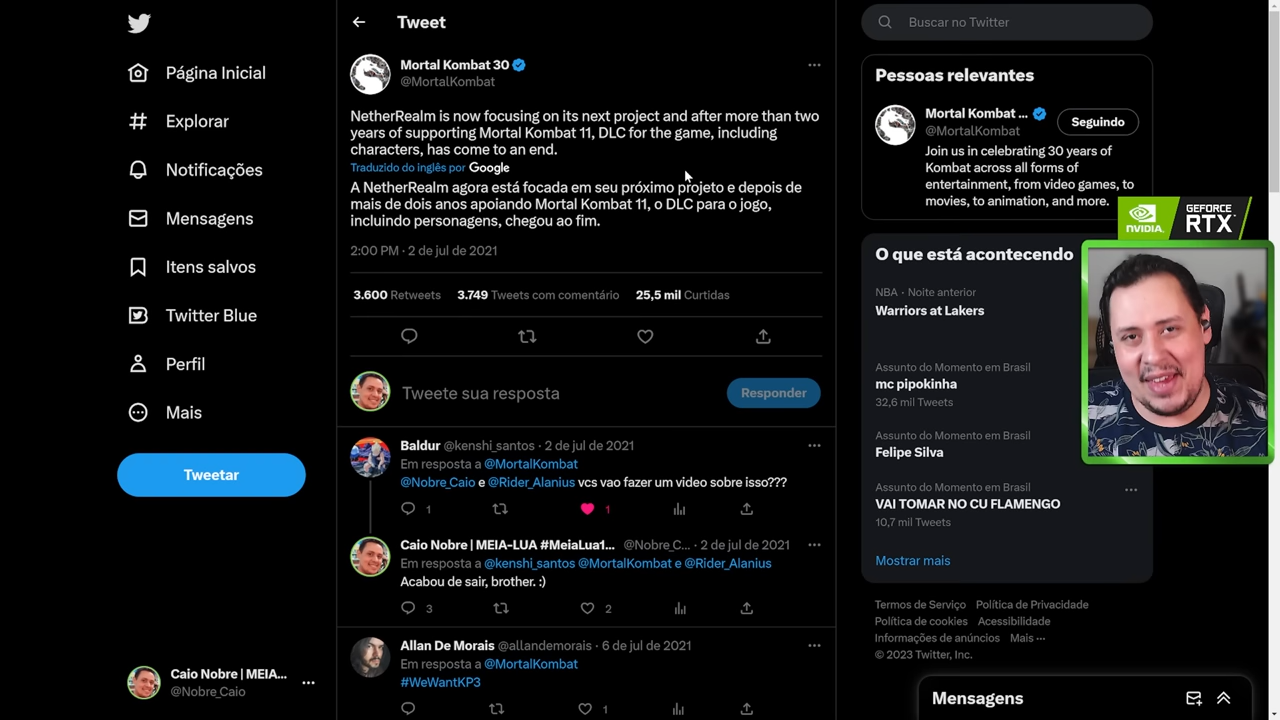 Página Inicial
Explorar
Notificações
Mensagens
Itens salvos
Twitter Blue
Perfil
Mais
Tweetar
Caio Nobre | MEIA...
@Nobre_Caio
Tweet
Mortal Kombat 30
@MortalKombat
NetherRealm is now focusing on its next project and after more than two
years of supporting Mortal Kombat 11, DLC for the game, including
characters, has come to an end.
Traduzido do inglês por Google
A NetherRealm agora está focada em seu próximo projeto e depois de
mais de dois anos apoiando Mortal Kombat 11, o DLC para o jogo,
incluindo personagens, chegou ao fim.
2:00 PM · 2 de jul de 2021
3.600 Retweets 3.749 Tweets com comentário 25,5 mil Curtidas
Tweete sua resposta
Responder
Baldur @kenshi_santos · 2 de jul de 2021
Em resposta a @MortalKombat
@Nobre_Caio e @Rider_Alanius vcs vao fazer um video sobre isso???
1 1
Caio Nobre | MEIA-LUA #MeiaLua1... @Nobre_C... · 2 de jul de 2021
Em resposta a @kenshi_santos @MortalKombat e @Rider_Alanius
Acabou de sair, brother. :)
3 2
Allan De Morais @allandemorais · 6 de jul de 2021
Em resposta a @MortalKombat
#WeWantKP3
1
Buscar no Twitter
Pessoas relevantes
Mortal Kombat ...
@MortalKombat
Seguindo
Join us in celebrating 30 years of
Kombat across all forms of
entertainment, from video games, to
movies, to animation, and more.
NVIDIA.
GEFORCE
RTX
O que está acontecendo
NBA · Noite anterior
Warriors at Lakers
Assunto do Momento em Brasil
mc pipokinha
32,6 mil Tweets
Assunto do Momento em Brasil
Felipe Silva
Assunto do Momento em Brasil
VAI TOMAR NO CU FLAMENGO
10,7 mil Tweets
Mostrar mais
Termos de Serviço Política de Privacidade
Política de cookies Acessibilidade
Informações de anúncios Mais ···
© 2023 Twitter, Inc.
Mensagens